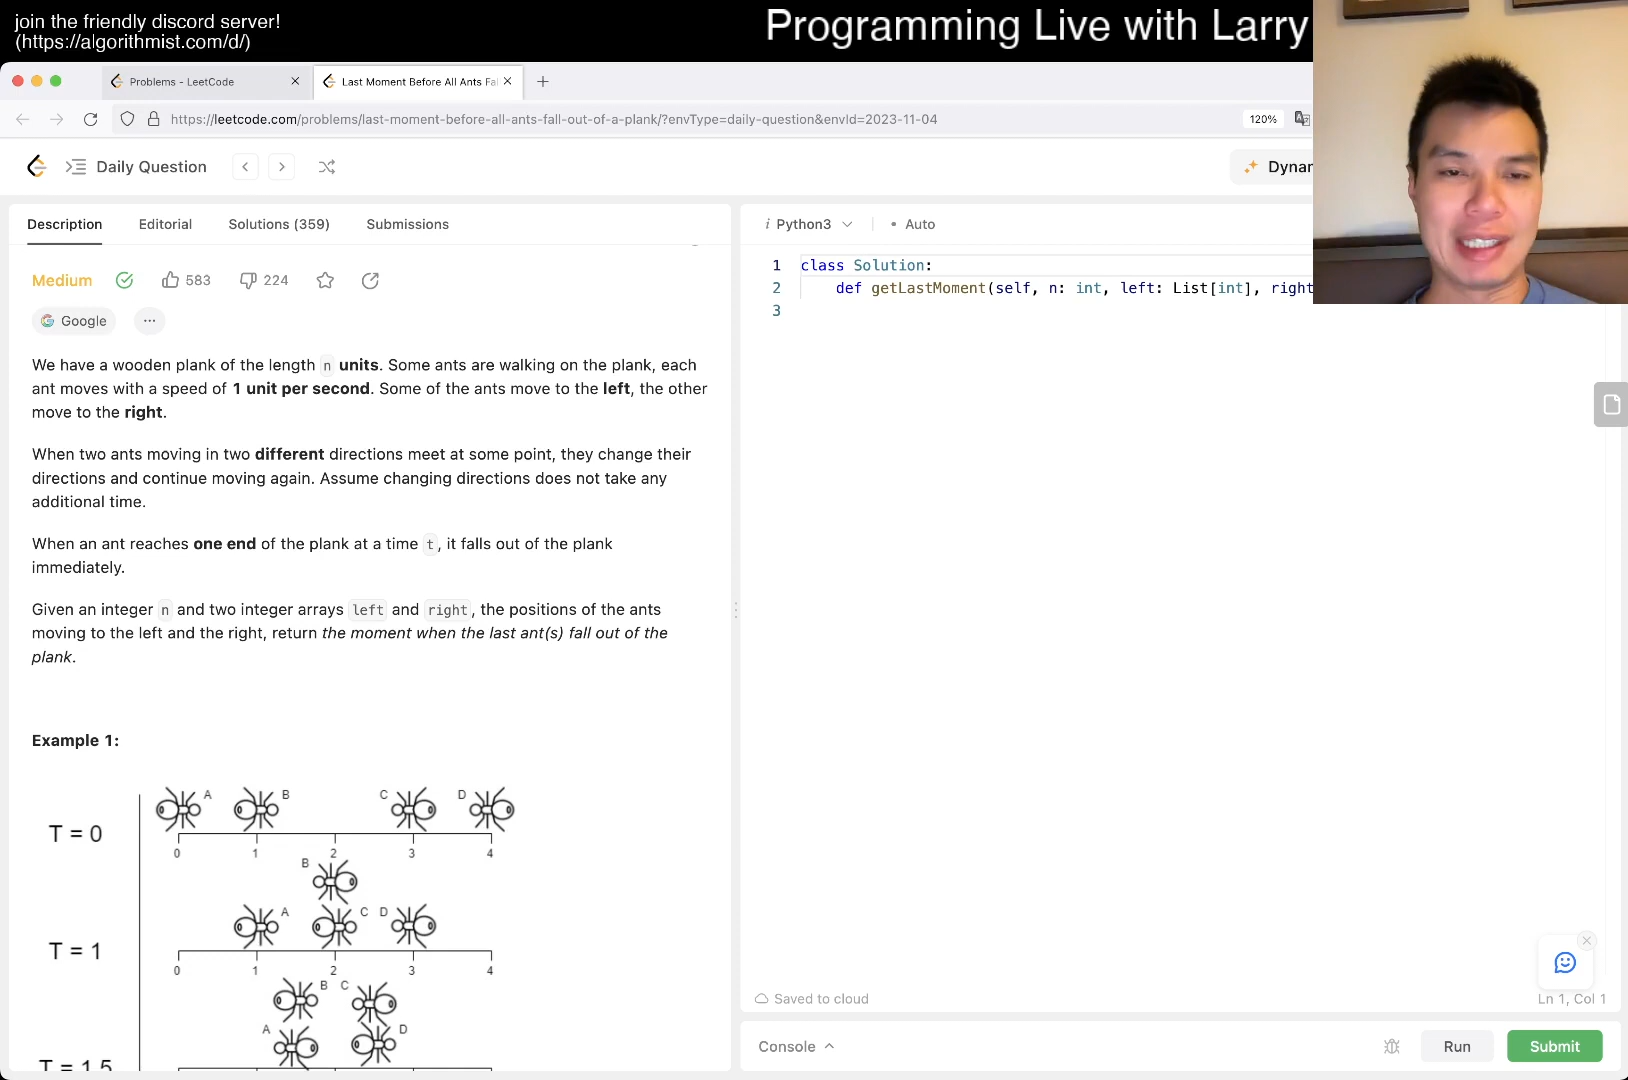 join the friendly discord server!
(https://algorithmist.com/d/)
Programming Live with Larry
Problems - LeetCode
Last Moment Before All Ants Fa
https://leetcode.com/problems/last-moment-before-all-ants-fall-out-of-a-plank/?envType=daily-question&envId=2023-11-04
120%
Daily Question
Dynar
Description
Editorial
Solutions (359)
Submissions
Medium
583
224
Google
We have a wooden plank of the length n units. Some ants are walking on the plank, each
ant moves with a speed of 1 unit per second. Some of the ants move to the left, the other
move to the right.
When two ants moving in two different directions meet at some point, they change their
directions and continue moving again. Assume changing directions does not take any
additional time.
When an ant reaches one end of the plank at a time t, it falls out of the plank
immediately.
Given an integer n and two integer arrays left and right, the positions of the ants
moving to the left and the right, return the moment when the last ant(s) fall out of the
plank.
Example 1:
A B C D
T = 0
0 1 2 3 4
B
A C D
T = 1
0 1 2 3 4
B C
A D
T = 1.5
i Python3
• Auto
1 class Solution:
2 def getLastMoment(self, n: int, left: List[int], right
3
Saved to cloud
Ln 1, Col 1
Console
Run
Submit